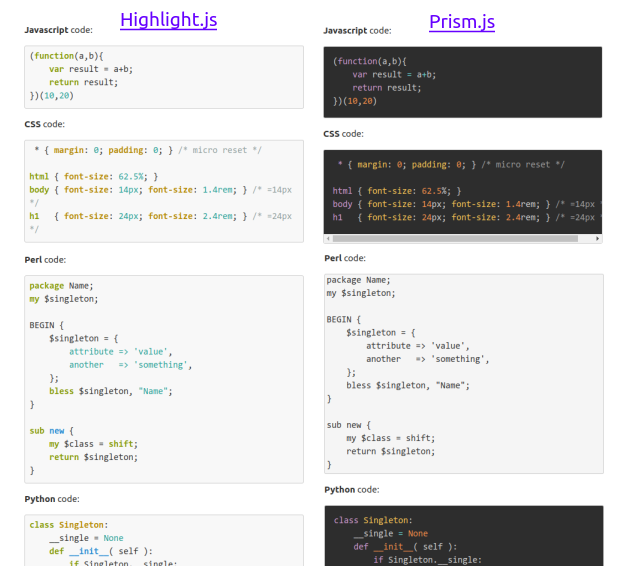 Highlight.js
Javascript code:
(function(a,b){
    var result = a+b;
    return result;
})(10,20)
CSS code:
 * { margin: 0; padding: 0; } /* micro reset */

html { font-size: 62.5%; }
body { font-size: 14px; font-size: 1.4rem; } /* =14px
*/
h1   { font-size: 24px; font-size: 2.4rem; } /* =24px
*/
Perl code:
package Name;
my $singleton;

BEGIN {
    $singleton = {
        attribute => 'value',
        another   => 'something',
    };
    bless $singleton, "Name";
}

sub new {
    my $class = shift;
    return $singleton;
}
Python code:
class Singleton:
    __single = None
    def __init__( self ):
        if Singleton.__single:
Prism.js
Javascript code:
(function(a,b){
    var result = a+b;
    return result;
})(10,20)
CSS code:
 * { margin: 0; padding: 0; } /* micro reset */

html { font-size: 62.5%; }
body { font-size: 14px; font-size: 1.4rem; } /* =14px *
h1   { font-size: 24px; font-size: 2.4rem; } /* =24px *
Perl code:
package Name;
my $singleton;

BEGIN {
    $singleton = {
        attribute => 'value',
        another   => 'something',
    };
    bless $singleton, "Name";
}

sub new {
    my $class = shift;
    return $singleton;
}
Python code:
class Singleton:
    __single = None
    def __init__( self ):
        if Singleton.__single: